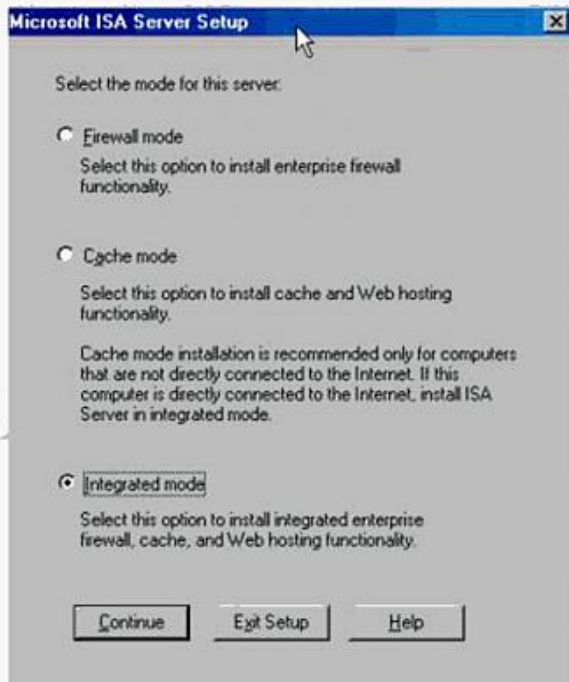 Microsoft ISA Server Setup
Select the mode for this server:
Firewall mode
Select this option to install enterprise firewall
functionality.
Cache mode
Select this option to install cache and Web hosting
functionality.
Cache mode installation is recommended only for computers
that are not directly connected to the Internet. If this
computer is directly connected to the Internet, install ISA
Server in integrated mode.
Integrated mode
Select this option to install integrated enterprise
firewall, cache, and Web hosting functionality.
Continue
Exit Setup
Help